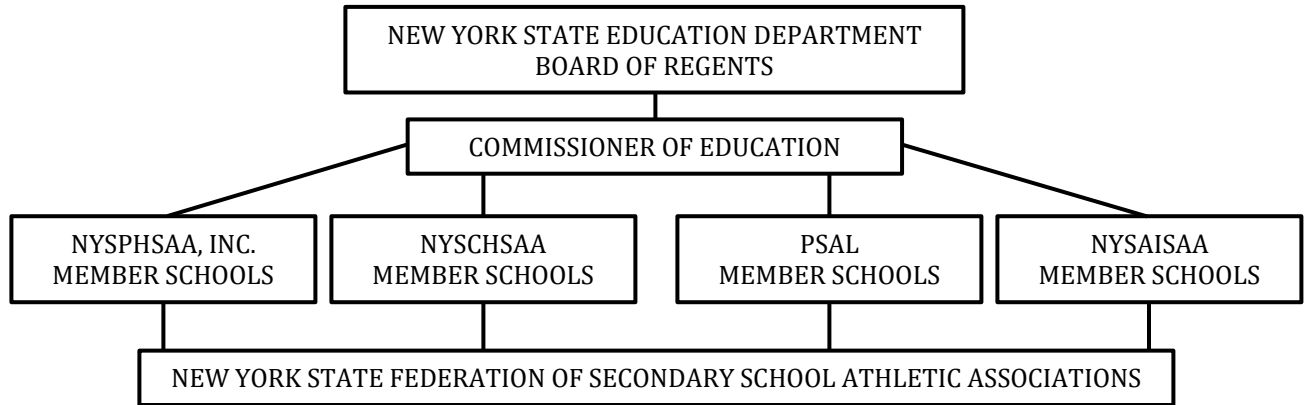 NEW YORK STATE EDUCATION DEPARTMENT
BOARD OF REGENTS
COMMISSIONER OF EDUCATION
NYSPHSAA, INC.
MEMBER SCHOOLS
NYSCHSAA
MEMBER SCHOOLS
PSAL
MEMBER SCHOOLS
NYSAISAA
MEMBER SCHOOLS
NEW YORK STATE FEDERATION OF SECONDARY SCHOOL ATHLETIC ASSOCIATIONS